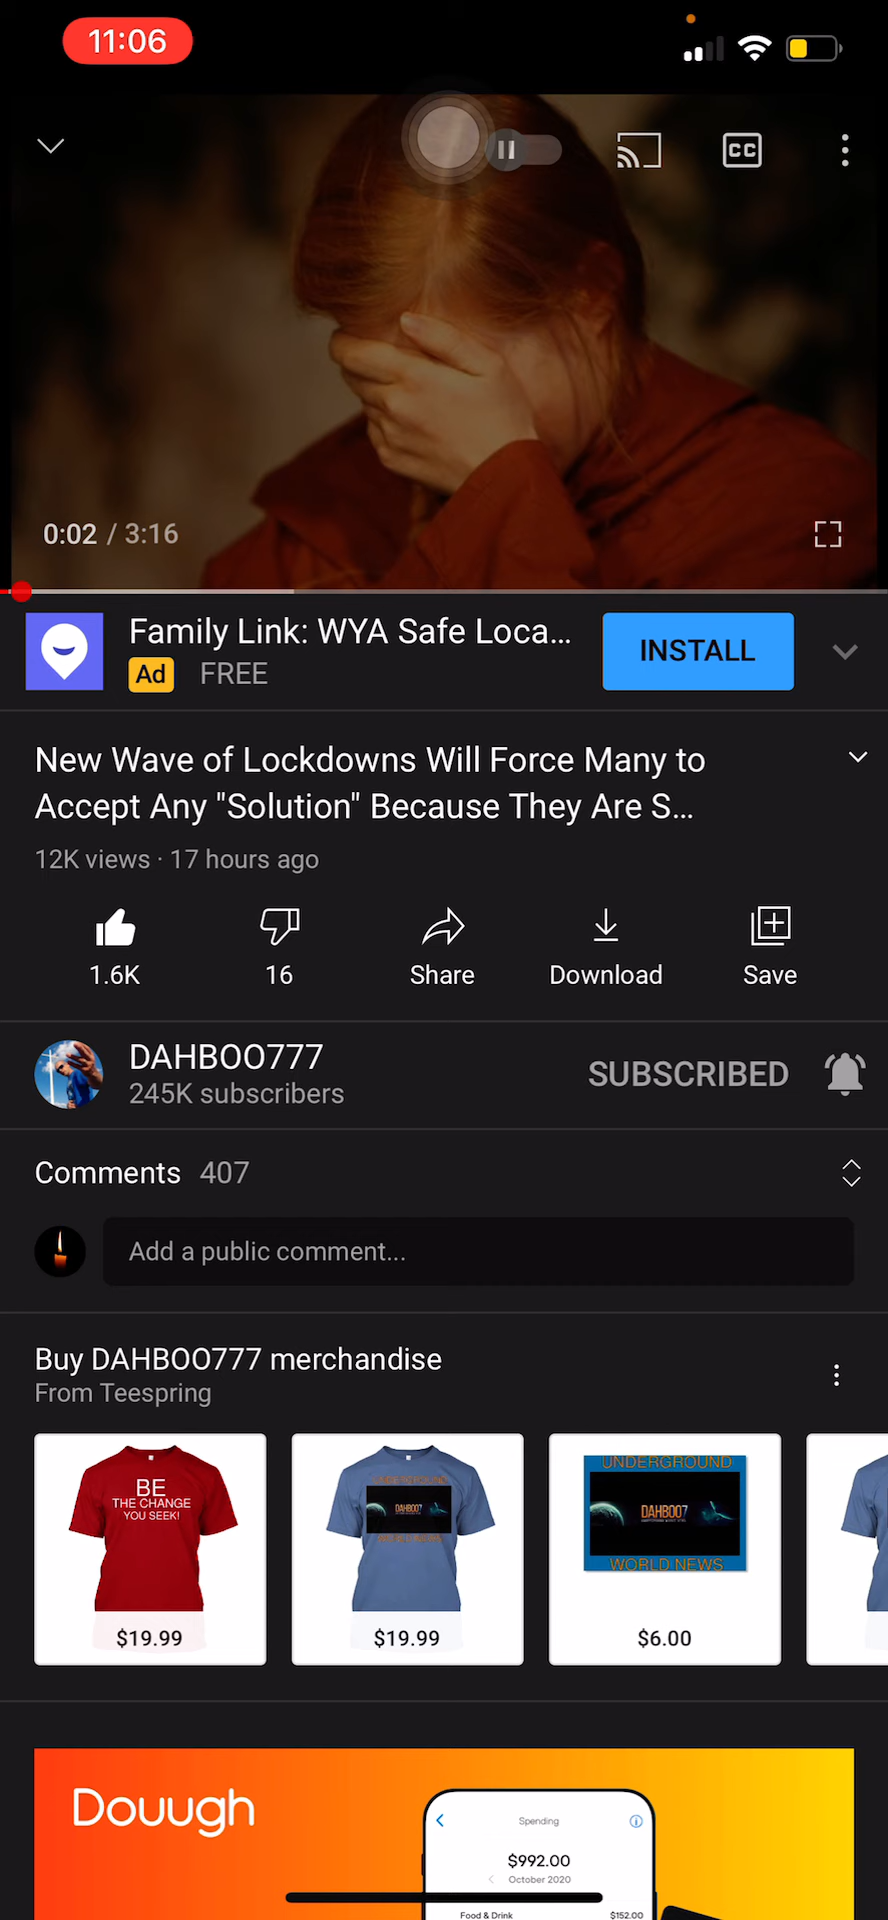 11:06
CC
0:02 / 3:16
Family Link: WYA Safe Loca...
Ad FREE
INSTALL
New Wave of Lockdowns Will Force Many to
Accept Any "Solution" Because They Are S...
12K views · 17 hours ago
1.6K 16 Share Download Save
DAHBOO777
245K subscribers
SUBSCRIBED
Comments 407
Add a public comment...
Buy DAHBOO777 merchandise
From Teespring
BE
THE CHANGE
YOU SEEK!
$19.99
DAHBOO7
$19.99
UNDERGROUND
DAHBOO7
WORLD NEWS
$6.00
Douugh
Spending
$992.00
October 2020
Food & Drink $152.00